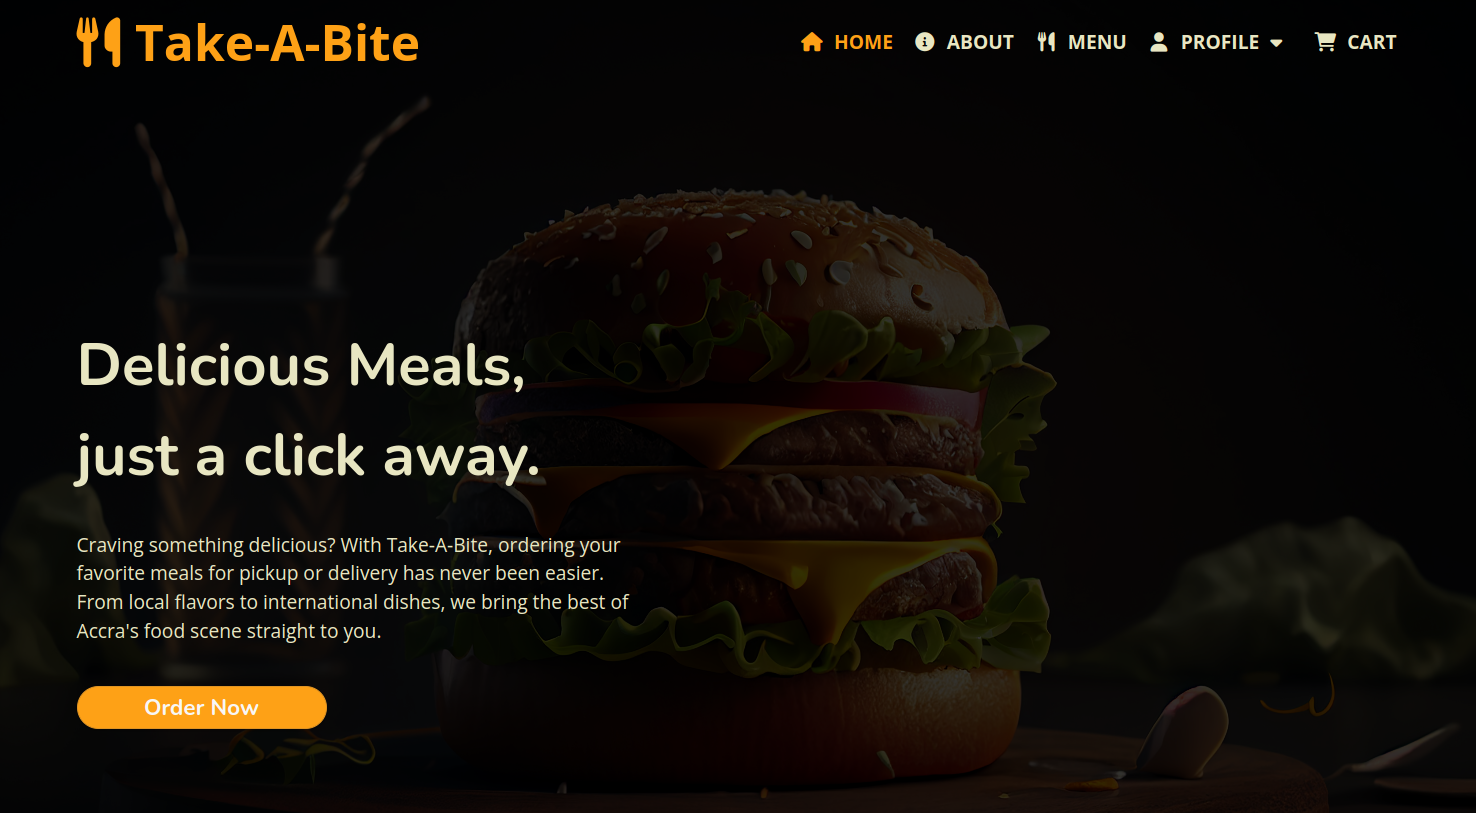 Take-A-Bite
HOME ABOUT MENU PROFILE CART
Delicious Meals,
just a click away.
Craving something delicious? With Take-A-Bite, ordering your
favorite meals for pickup or delivery has never been easier.
From local flavors to international dishes, we bring the best of
Accra's food scene straight to you.
Order Now